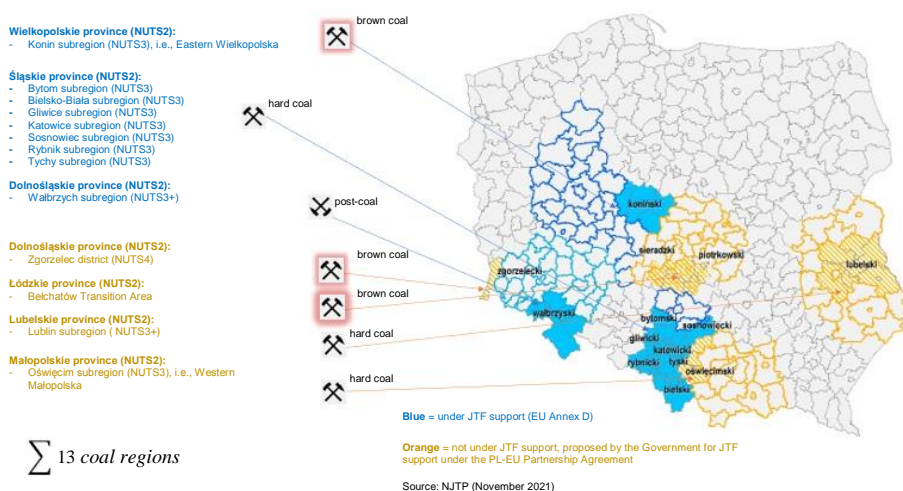 Wielkopolskie province (NUTS2):
- Konin subregion (NUTS3), i.e., Eastern Wielkopolska
Śląskie province (NUTS2):
- Bytom subregion (NUTS3)
- Bielsko-Biała subregion (NUTS3)
- Gliwice subregion (NUTS3)
- Katowice subregion (NUTS3)
- Sosnowiec subregion (NUTS3)
- Rybnik subregion (NUTS3)
- Tychy subregion (NUTS3)
Dolnośląskie province (NUTS2):
- Wałbrzych subregion (NUTS3+)
Dolnośląskie province (NUTS2):
- Zgorzelec district (NUTS4)
Łódzkie province (NUTS2):
- Bełchatów Transition Area
Lubelskie province (NUTS2):
- Lublin subregion ( NUTS3+)
Małopolskie province (NUTS2):
- Oświęcim subregion (NUTS3), i.e., Western
Małopolska
∑ 13 coal regions
brown coal
hard coal
post-coal
brown coal
brown coal
hard coal
hard coal
koniński
sieradzki
piotrkowski
lubelski
zgorzelecki
wałbrzyski
bytomski
sosnowiecki
gliwicki
katowicki
rybnicki
tyski
oświęcimski
bielski
Blue = under JTF support (EU Annex D)
Orange = not under JTF support, proposed by the Government for JTF
support under the PL-EU Partnership Agreement
Source: NJTP (November 2021)